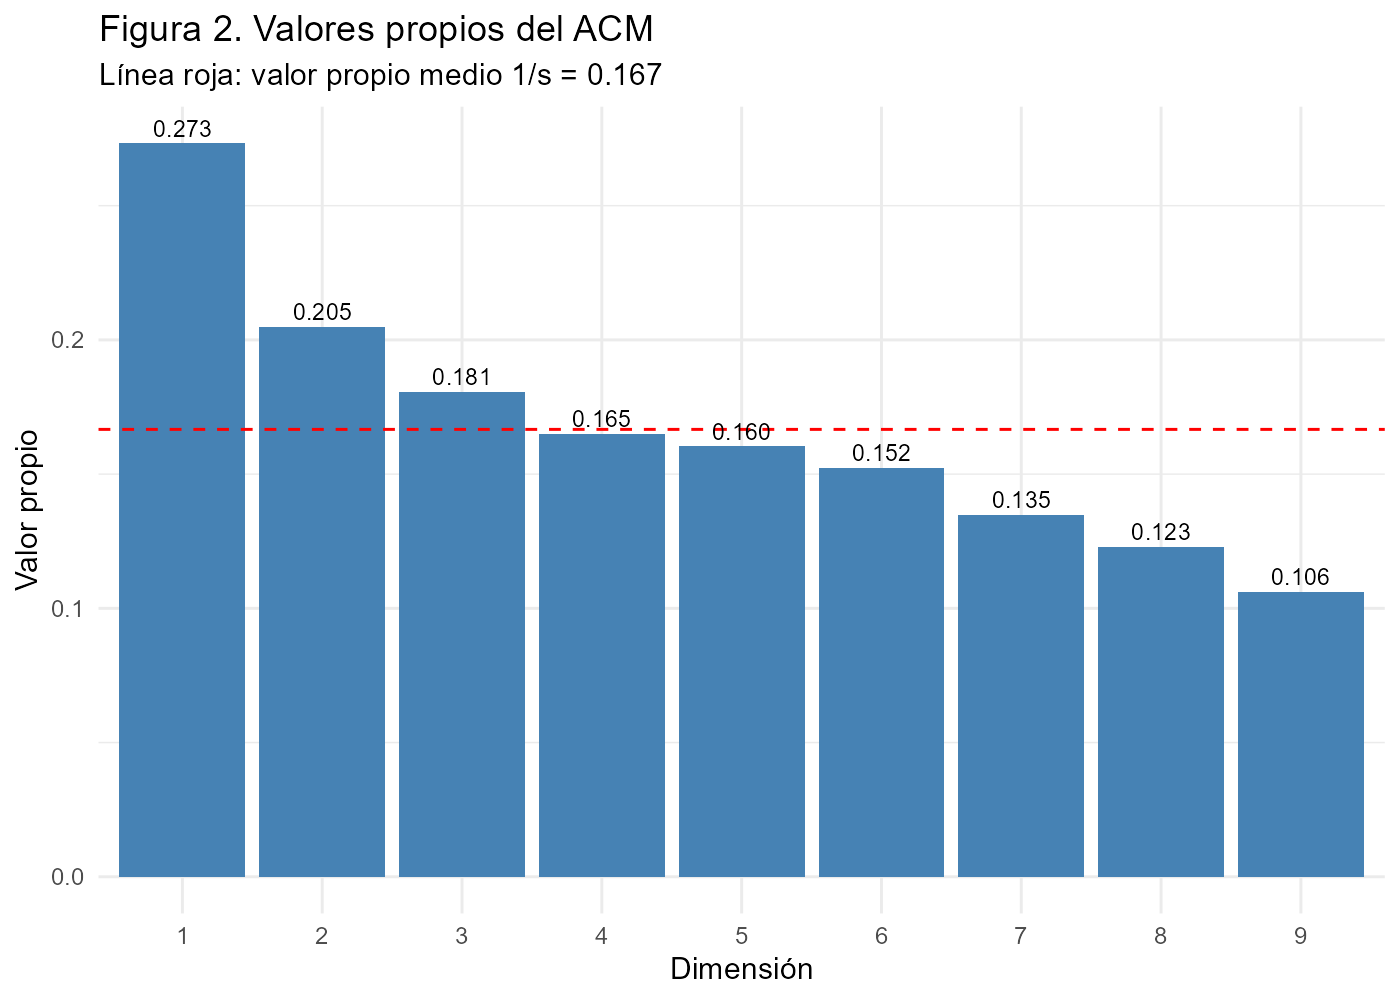 Figura 2. Valores propios del ACM
Línea roja: valor propio medio 1/s = 0.167
0.273
0.205
0.181
0.165
0.160
0.152
0.135
0.123
0.106
Valor propio
0.2
0.1
0.0
1 2 3 4 5 6 7 8 9
Dimensión